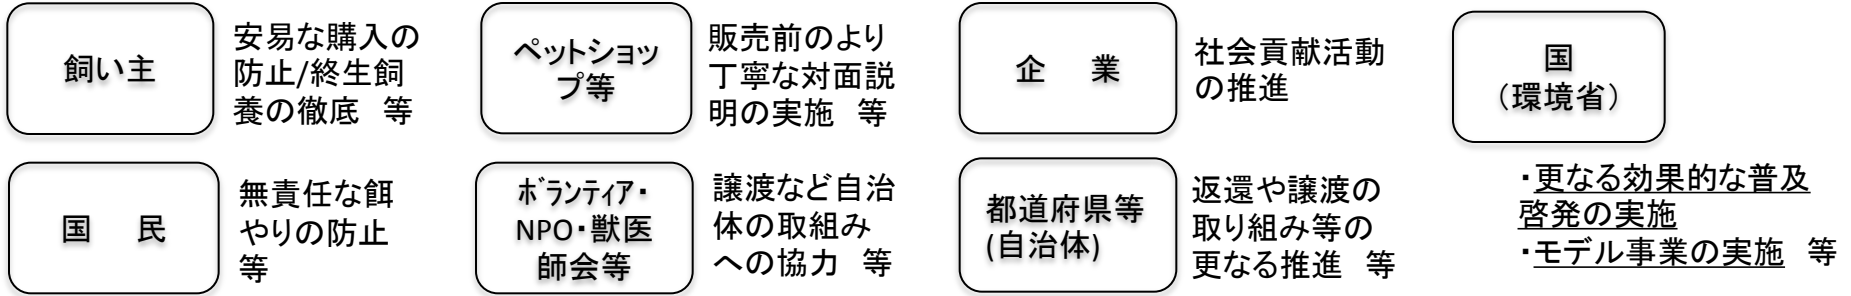 飼い主
安易な購入の
防止/終生飼
養の徹底　等
ペットショッ
プ等
販売前のより
丁寧な対面説
明の実施　等
企　業
社会貢献活動
の推進
国
（環境省）
国　民
無責任な餌
やりの防止
等
ﾎﾞﾗﾝﾃｨｱ・
NPO・獣医
師会等
譲渡など自治
体の取組み
への協力　等
都道府県等
(自治体)
返還や譲渡の
取り組み等の
更なる推進　等
・更なる効果的な普及
啓発の実施
・モデル事業の実施　等